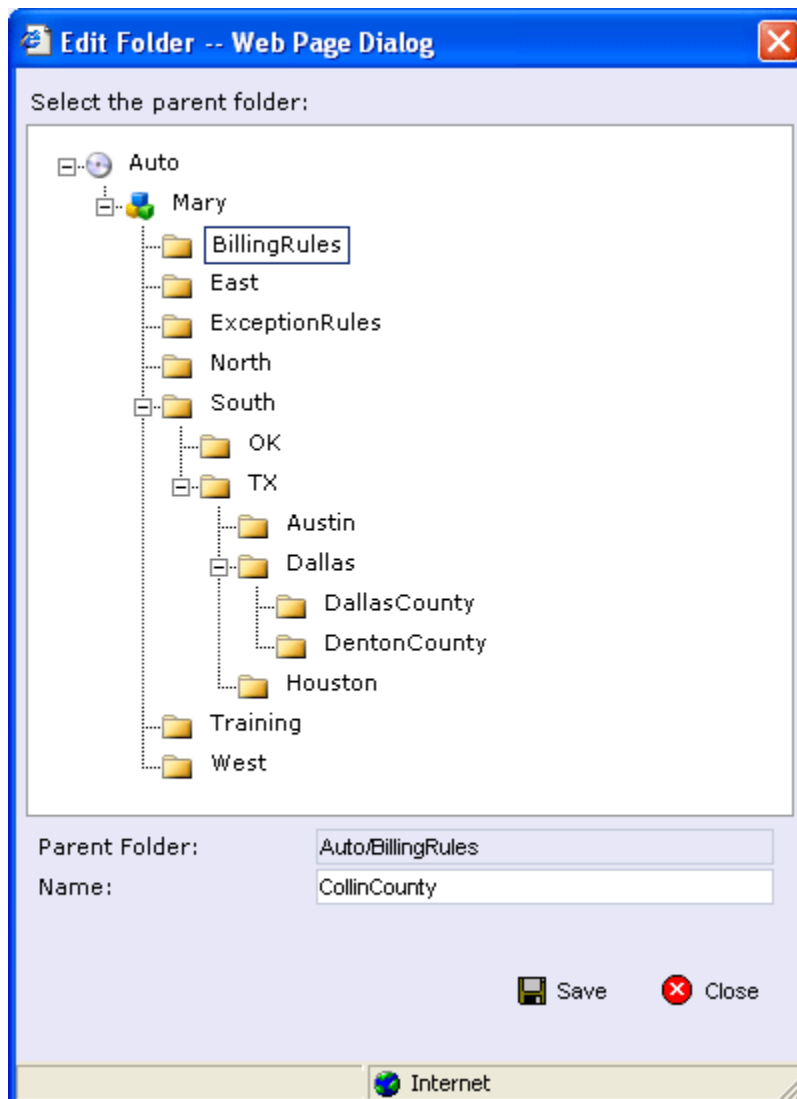 Edit Folder -- Web Page Dialog
Select the parent folder:
Auto
Mary
BillingRules
East
ExceptionRules
North
South
OK
TX
Austin
Dallas
DallasCounty
DentonCounty
Houston
Training
West
Parent Folder: Auto/BillingRules
Name: CollinCounty
Save Close
Internet